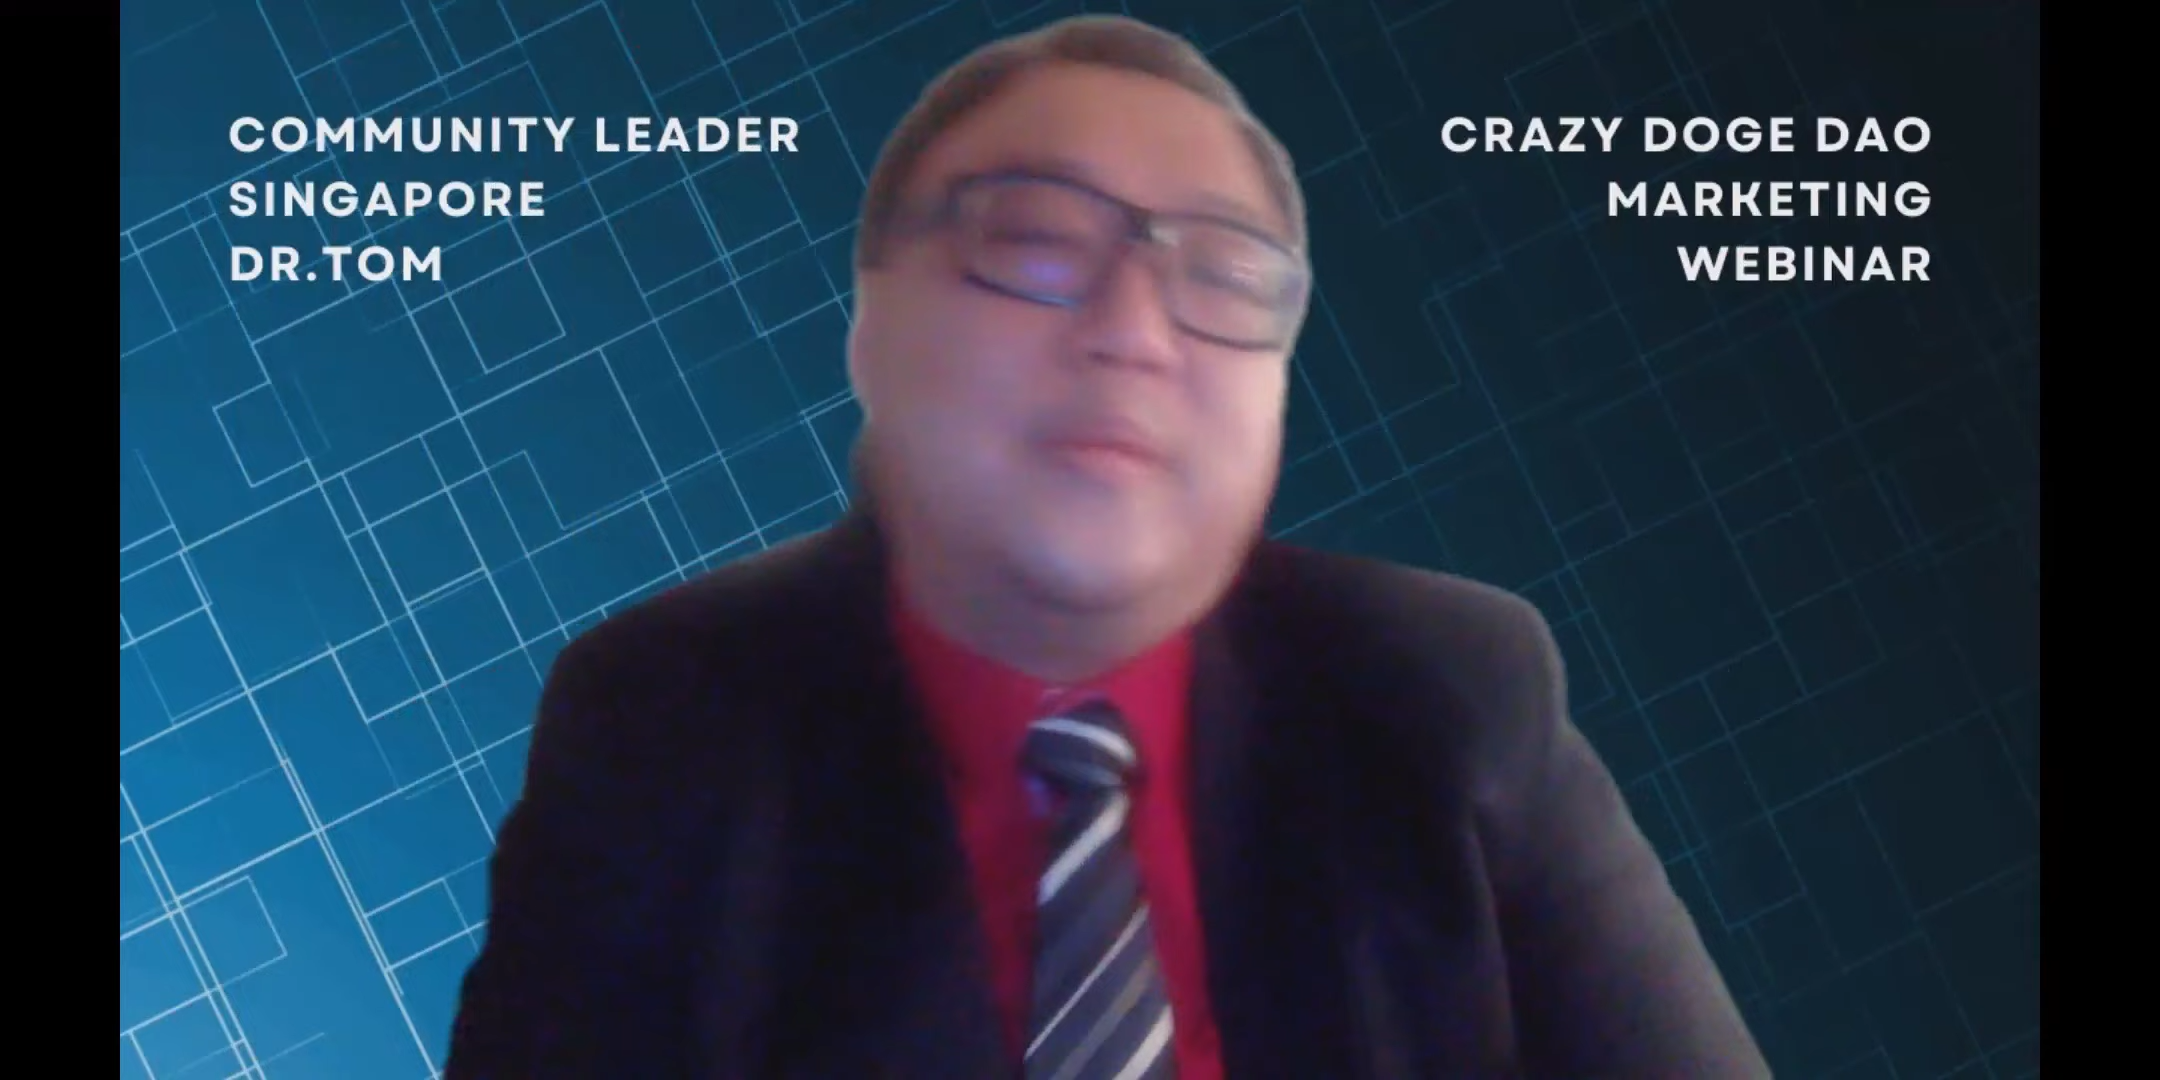 COMMUNITY LEADER
SINGAPORE
DR.TOM
CRAZY DOGE DAO
MARKETING
WEBINAR